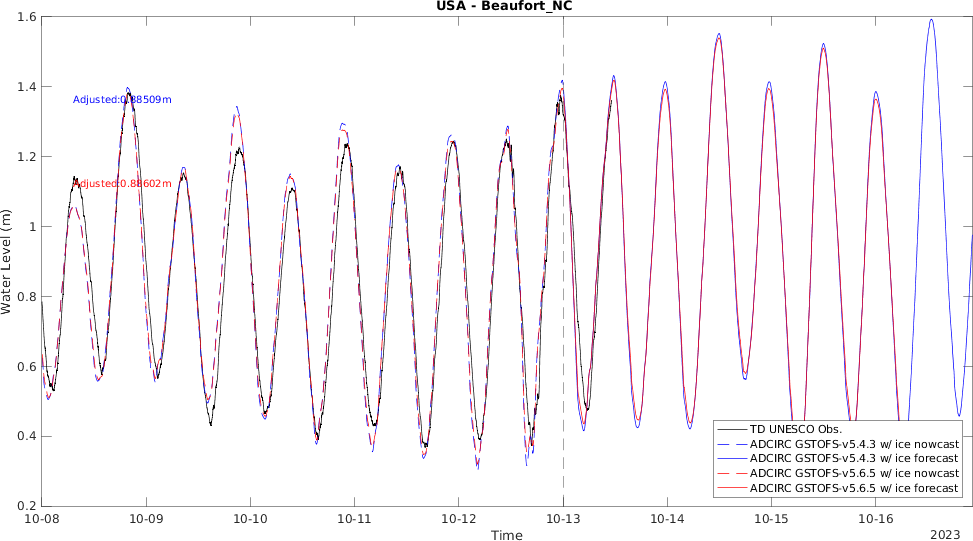 USA - Beaufort_NC
1.6
1.4
1.2
1
0.8
0.6
0.4
0.2
Water Level (m)
Adjusted:0.88509m
Adjusted:0.88602m
TD UNESCO Obs.
ADCIRC GSTOFS-v5.4.3 w/ ice nowcast
ADCIRC GSTOFS-v5.4.3 w/ ice forecast
ADCIRC GSTOFS-v5.6.5 w/ ice nowcast
ADCIRC GSTOFS-v5.6.5 w/ ice forecast
10-08 10-09 10-10 10-11 10-12 10-13 10-14 10-15 10-16
Time
2023